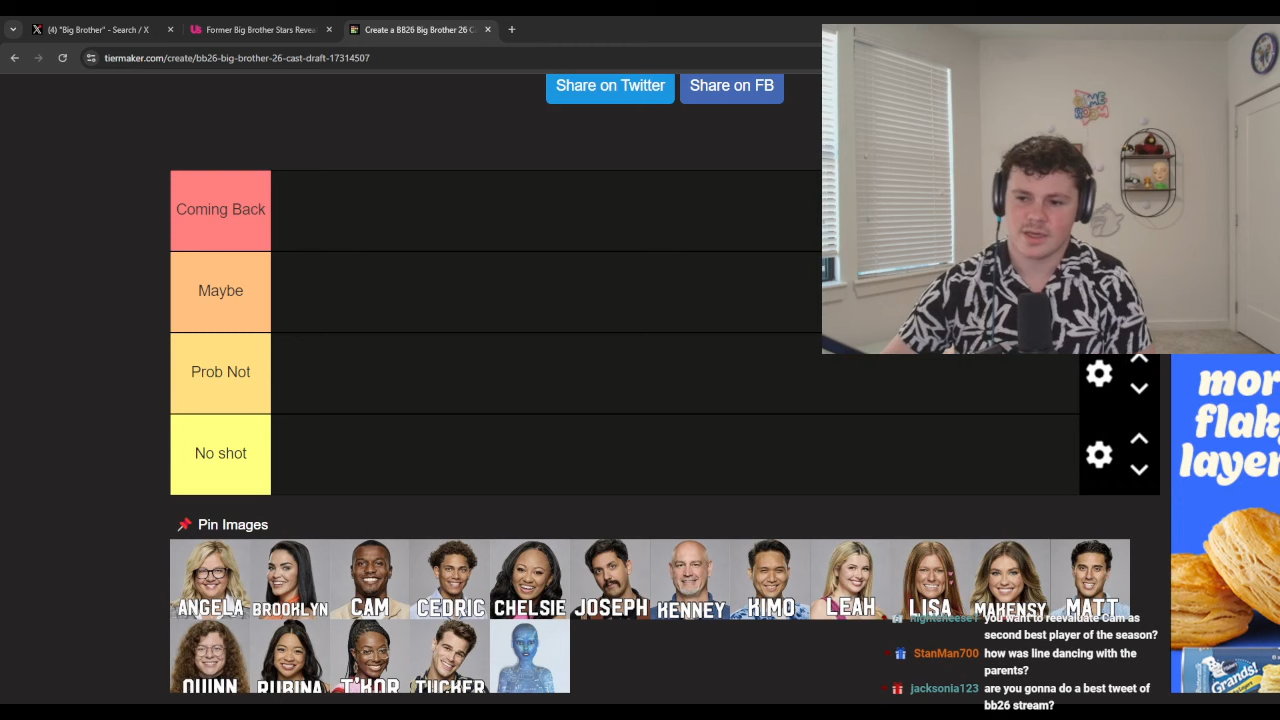 (4) "Big Brother" - Search / X
Former Big Brother Stars Revea
Create a BB26 Big Brother 26 C
tiermaker.com/create/bb26-big-brother-26-cast-draft-17314507
Share on Twitter
Share on FB
GAME
ROOM
Coming Back
Maybe
Prob Not
No shot
Pin Images
ANGELA
BROOKLYN
CAM
CEDRIC
CHELSIE
JOSEPH
KENNEY
KIMO
LEAH
LISA
MAKENSY
MATT
QUINN
RUBINA
T'KOR
TUCKER
mor
flak
layer
Grands!
you want to reevaluate Cam as
second best player of the season?
StanMan700 how was line dancing with the
parents?
jacksonia123 are you gonna do a best tweet of
bb26 stream?